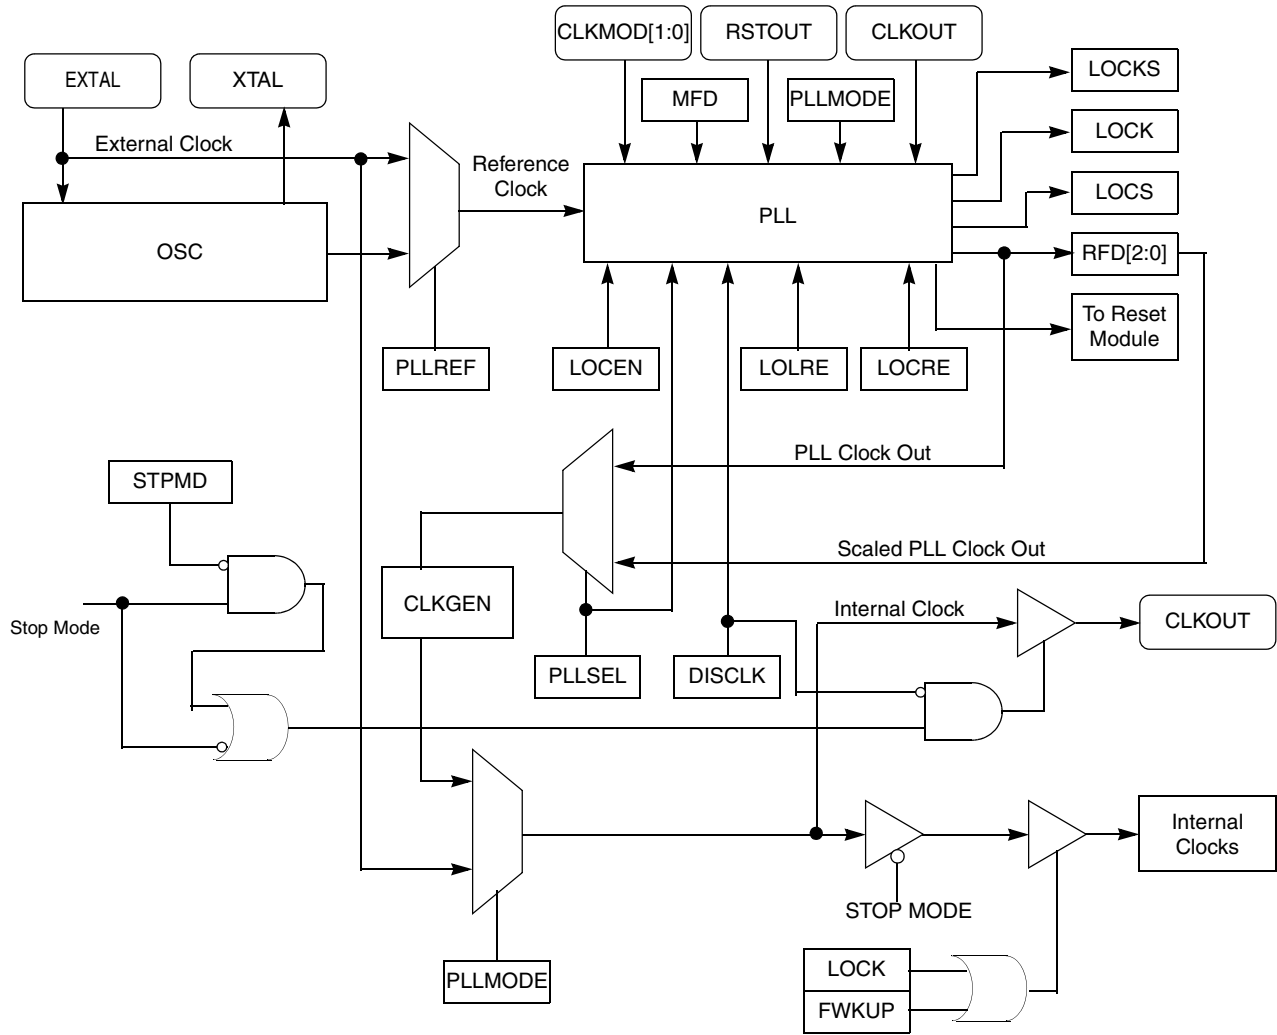 CLKMOD[1:0]
RSTOUT
CLKOUT
EXTAL
XTAL
MFD
PLLMODE
LOCKS
LOCK
LOCS
External Clock
Reference
Clock
PLL
OSC
RFD[2:0]
To Reset
Module
PLLREF
LOCEN
LOLRE
LOCRE
PLL Clock Out
STPMD
Scaled PLL Clock Out
CLKGEN
Internal Clock
CLKOUT
Stop Mode
PLLSEL
DISCLK
Internal
Clocks
STOP MODE
PLLMODE
LOCK
FWKUP